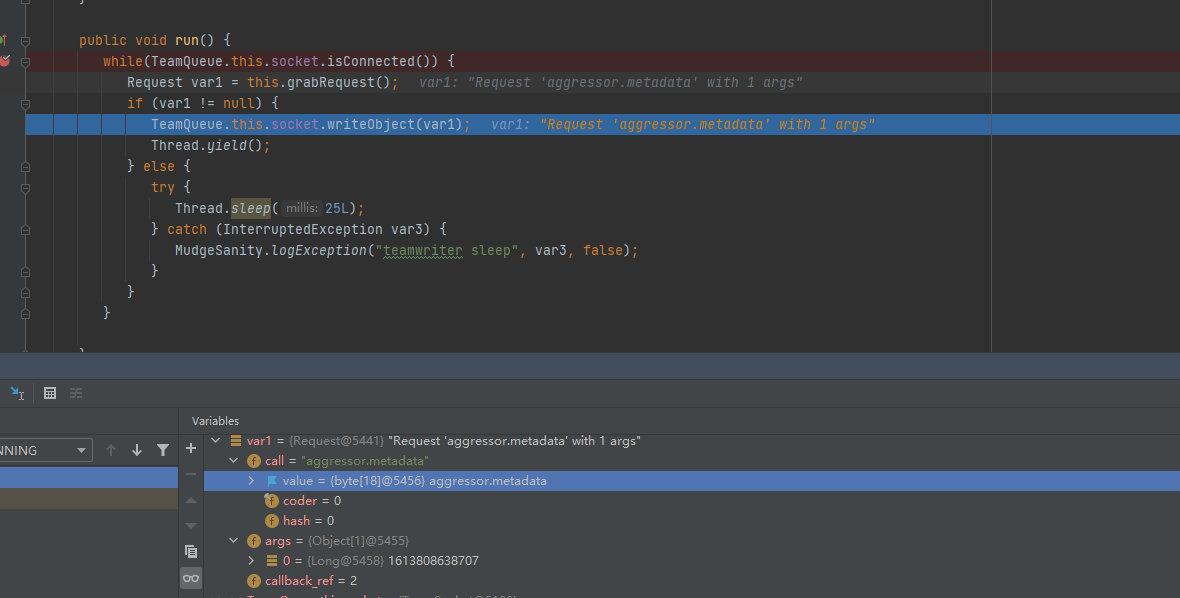 }
public void run() {
while(TeamQueue.this.socket.isConnected()) {
Request var1 = this.grabRequest(); var1: "Request 'aggressor.metadata' with 1 args"
if (var1 != null) {
TeamQueue.this.socket.writeObject(var1); var1: "Request 'aggressor.metadata' with 1 args"
Thread.yield();
} else {
try {
Thread.sleep( millis: 25L);
} catch (InterruptedException var3) {
MudgeSanity.logException("teamwriter sleep", var3, false);
}
}
}
}
Variables
NNING
var1 = {Request@5441} "Request 'aggressor.metadata' with 1 args"
call = "aggressor.metadata"
value = {byte[18]@5456} aggressor.metadata
coder = 0
hash = 0
args = {Object[1]@5455}
0 = {Long@5458} 1613808638707
callback_ref = 2